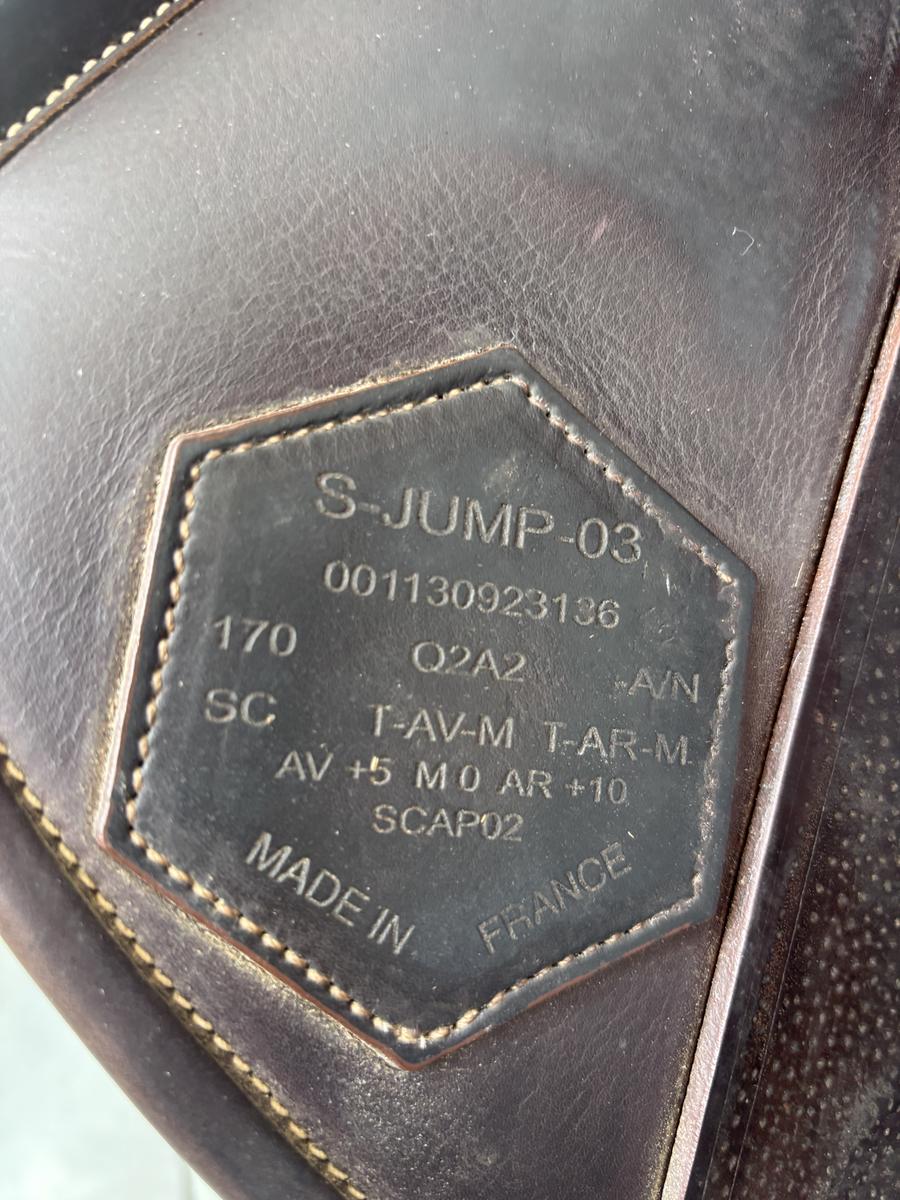 S-JUMP-03
001130923136
170 Q2A2 A/N
SC T-AV-M T-AR-M
AV +5 M 0 AR +10
SCAP02
MADE IN FRANCE